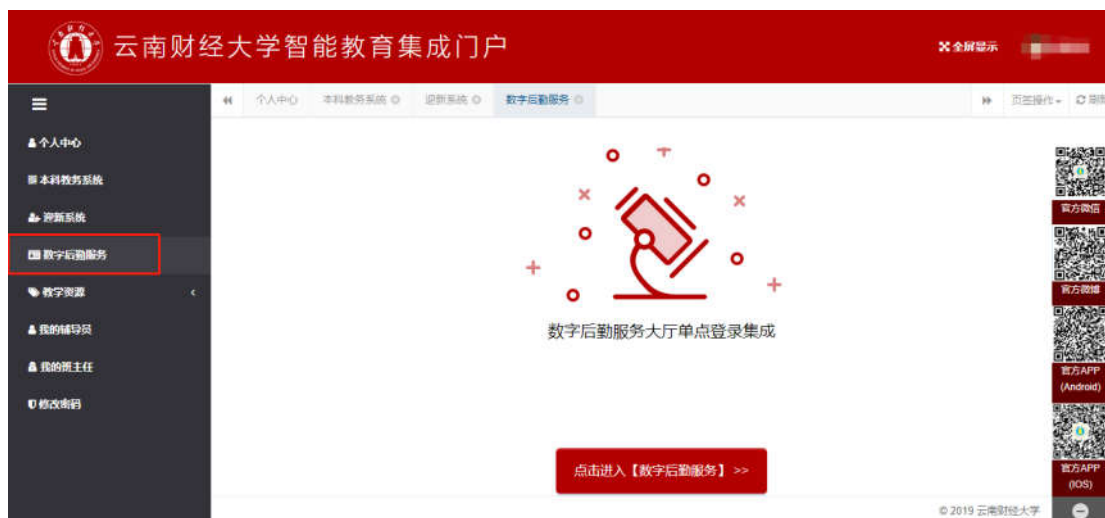 云南财经大学智能教育集成门户
全屏显示
个人中心 本科教务系统 迎新系统 数字后勤服务
页签操作 刷新
个人中心
本科教务系统
迎新系统
数字后勤服务
教学资源
我的辅导员
我的班主任
修改密码
数字后勤服务大厅单点登录集成
点击进入【数字后勤服务】 >>
官方微信
官方微博
官方APP
(Android)
官方APP
(IOS)
© 2019 云南财经大学